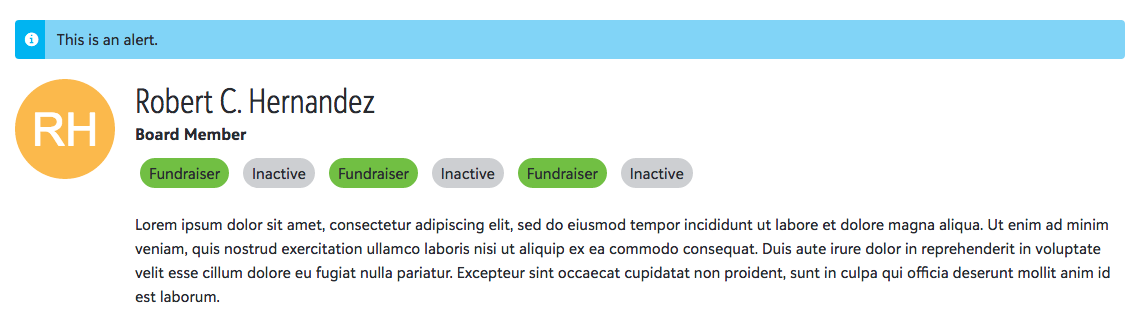 This is an alert.
RH
Robert C. Hernandez
Board Member
Fundraiser Inactive Fundraiser Inactive Fundraiser Inactive
Lorem ipsum dolor sit amet, consectetur adipiscing elit, sed do eiusmod tempor incididunt ut labore et dolore magna aliqua. Ut enim ad minim
veniam, quis nostrud exercitation ullamco laboris nisi ut aliquip ex ea commodo consequat. Duis aute irure dolor in reprehenderit in voluptate
velit esse cillum dolore eu fugiat nulla pariatur. Excepteur sint occaecat cupidatat non proident, sunt in culpa qui officia deserunt mollit anim id
est laborum.